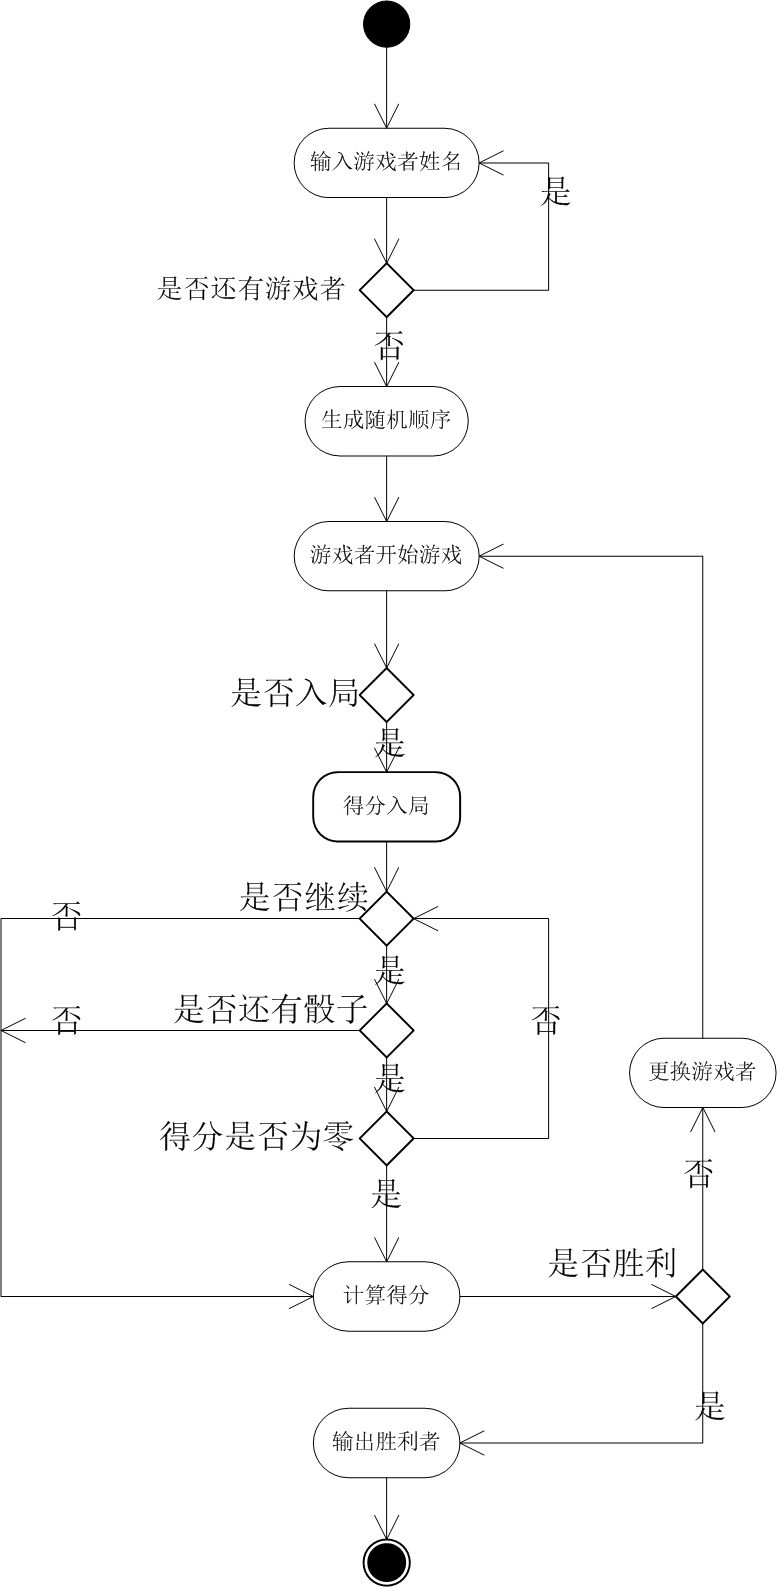 输入游戏者姓名
是
是否还有游戏者
否
生成随机顺序
游戏者开始游戏
是否入局
是
得分入局
是否继续
否
是
是否还有骰子
否
否
是
更换游戏者
得分是否为零
否
是
是否胜利
计算得分
是
输出胜利者